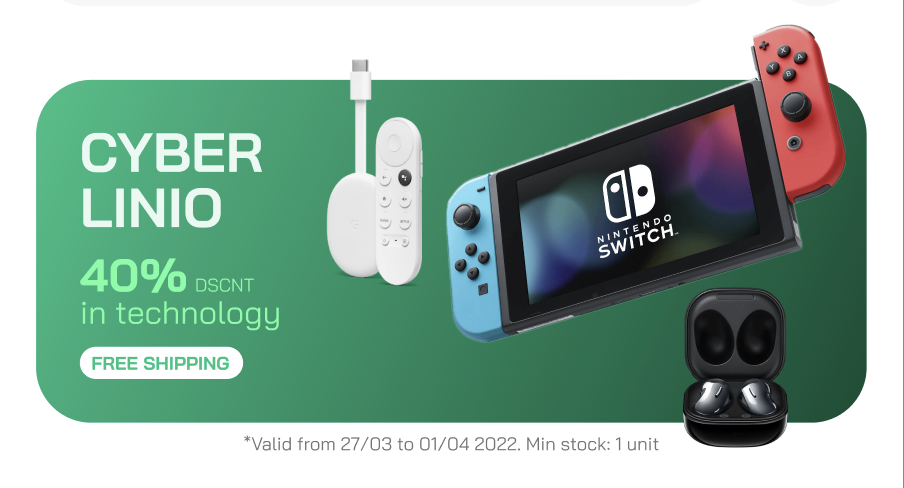 CYBER
LINIO
40% DSCNT
in technology
FREE SHIPPING
NINTENDO
SWITCH
X
Y
A
B
*Valid from 27/03 to 01/04 2022. Min stock: 1 unit